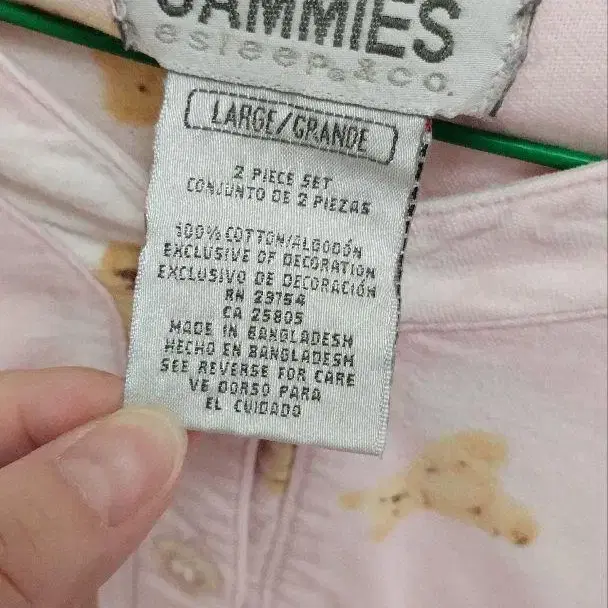 JAMMIES
esleep & co.
LARGE/GRANDE
2 PIECE SET
CONJUNTO DE 2 PIEZAS
100% COTTON/ALGODÓN
EXCLUSIVE OF DECORATION
EXCLUSIVO DE DECORACIÓN
RN 23754
CA 25805
MADE IN BANGLADESH
HECHO EN BANGLADESH
SEE REVERSE FOR CARE
VE DORSO PARA
EL CUIDADO